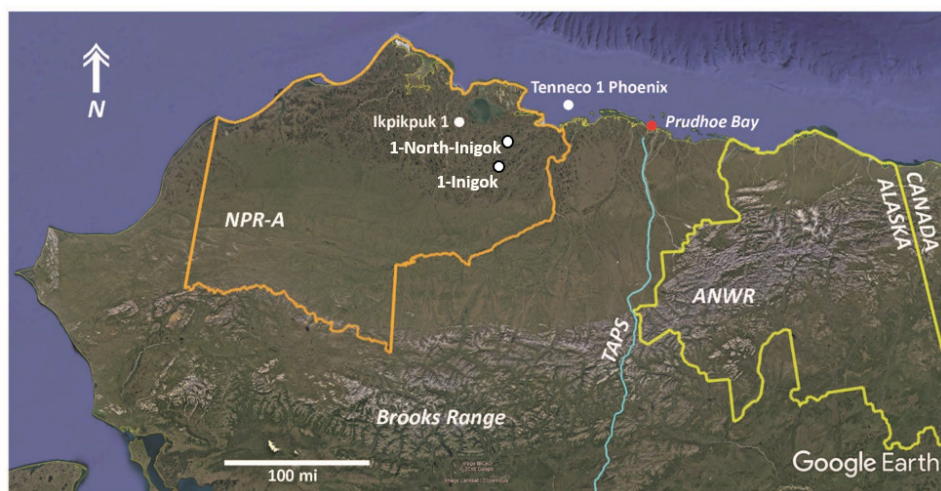 N
Tenneco 1 Phoenix
Ikpikpuk 1
Prudhoe Bay
1-North-Inigok
1-Inigok
CANADA
ALASKA
NPR-A
ANWR
TAPS
Brooks Range
100 mi
Google Earth